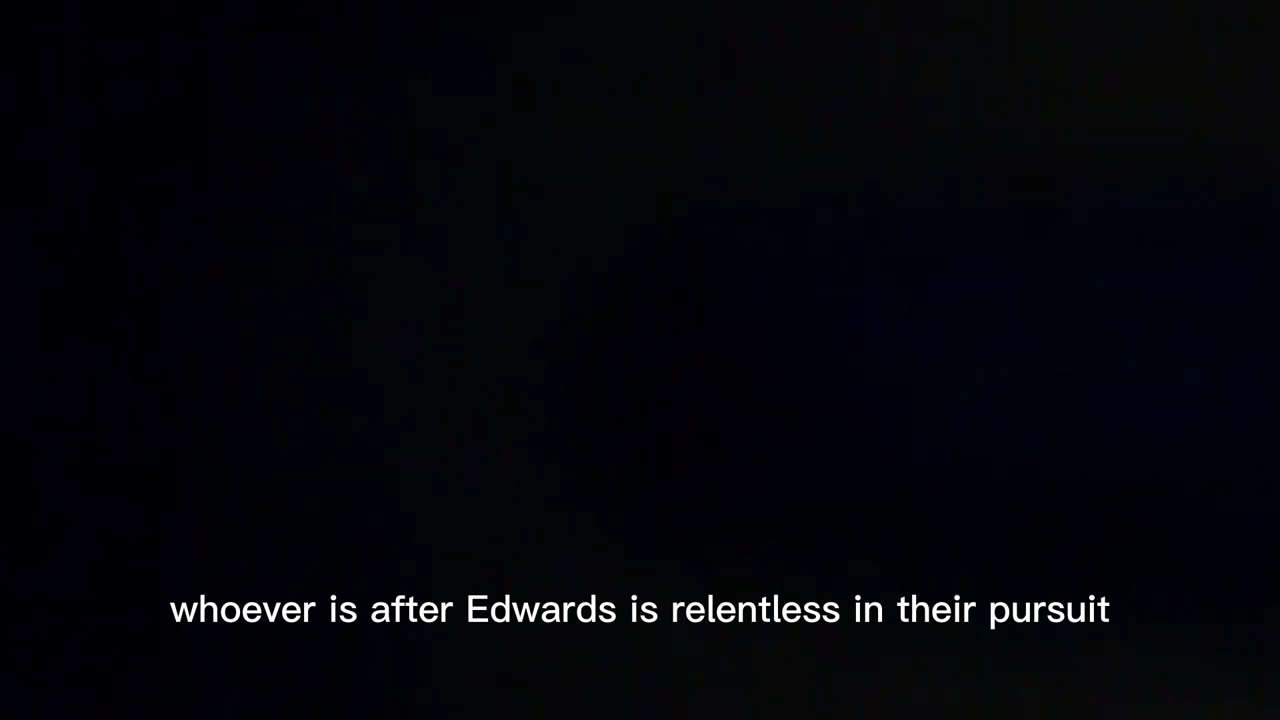 whoever is after Edwards is relentless in their pursuit